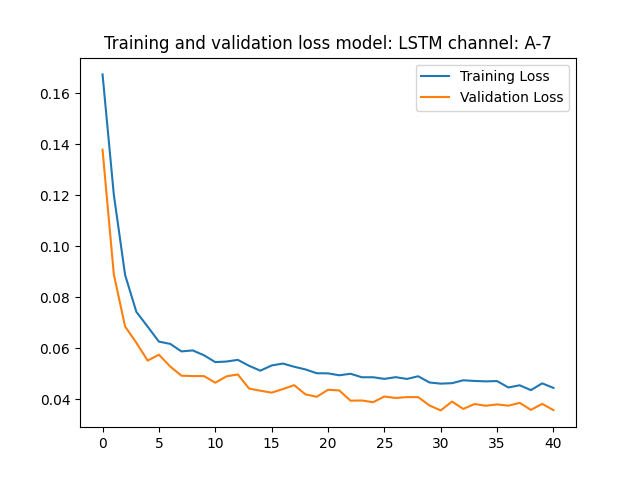 Training and validation loss model: LSTM channel: A-7
Training Loss
Validation Loss
0.16
0.14
0.12
0.10
0.08
0.06
0.04
0 5 10 15 20 25 30 35 40